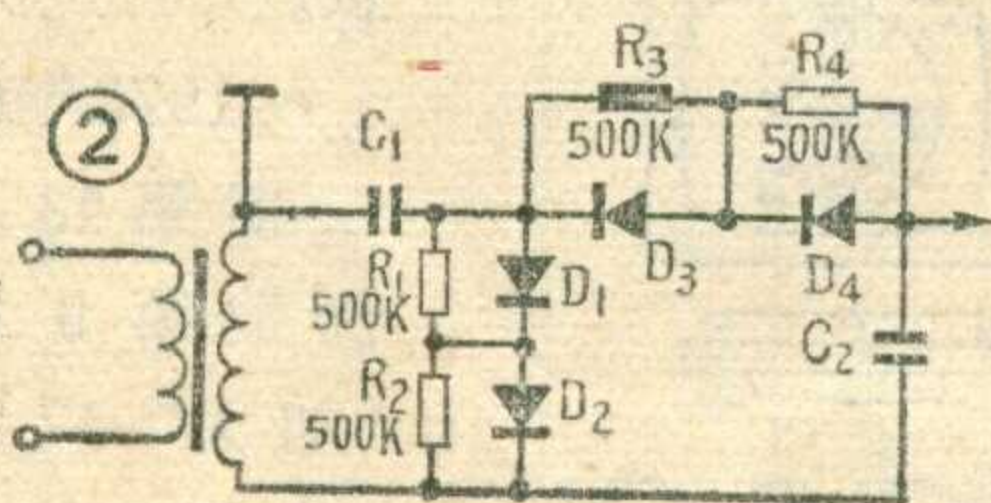 ②
C₁
R₃
500K
R₄
500K
R₁
500K
D₁
D₃
D₄
R₂
500K
D₂
C₂